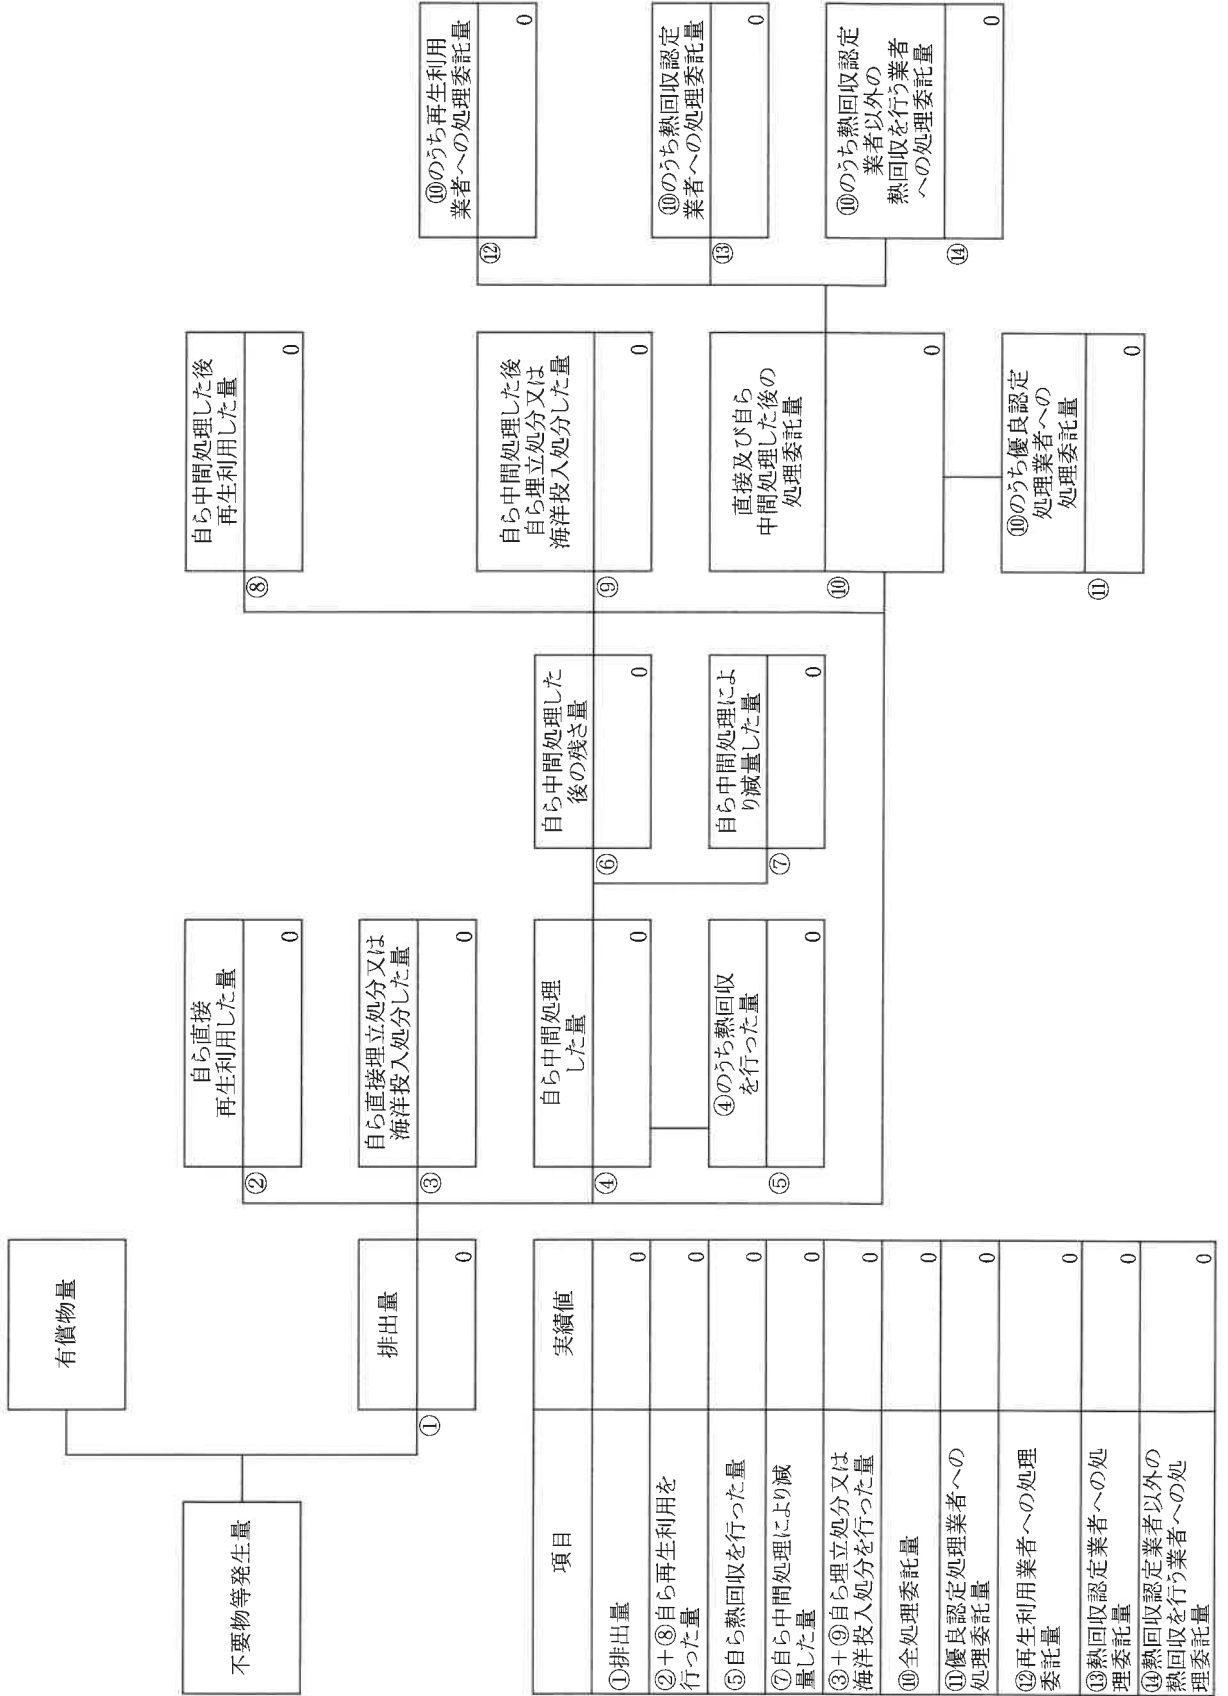 有償物量
不要物等発生量
排出量
①
0
自ら直接
再生利用した量
②
0
自ら直接埋立処分又は
海洋投入処分した量
③
0
自ら中間処理
した量
④
0
④のうち熱回収
を行った量
⑤
0
自ら中間処理した
後の残さ量
⑥
0
自ら中間処理によ
り減量した量
⑦
0
自ら中間処理した後
再生利用した量
⑧
0
自ら中間処理した後
自ら埋立処分又は
海洋投入処分した量
⑨
0
直接及び自ら
中間処理した後の
処理委託量
⑩
0
⑩のうち優良認定
処理業者への
処理委託量
⑪
0
⑩のうち再生利用
業者への処理委託量
⑫
0
⑩のうち熱回収認定
業者への処理委託量
⑬
0
⑩のうち熱回収認定
業者以外の
熱回収を行う業者
への処理委託量
⑭
0
項目 実績値
①排出量 0
②+⑧自ら再生利用を
行った量 0
⑤自ら熱回収を行った量 0
⑦自ら中間処理により減
量した量 0
③+⑨自ら埋立処分又は
海洋投入処分を行った量 0
⑩全処理委託量 0
⑪優良認定処理業者への
処理委託量 0
⑫再生利用業者への処理
委託量 0
⑬熱回収認定業者への処
理委託量 0
⑭熱回収認定業者以外の
熱回収を行う業者への処
理委託量 0